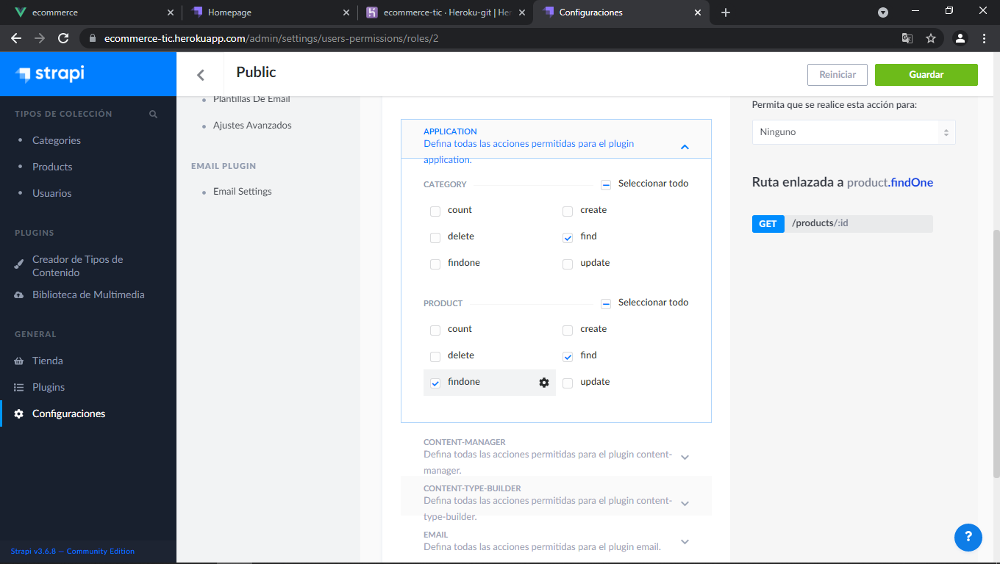 ecommerce
Homepage
ecommerce-tic · Heroku-git | Her
Configuraciones
ecommerce-tic.herokuapp.com/admin/settings/users-permissions/roles/2
strapi
Public
Reiniciar
Guardar
TIPOS DE COLECCIÓN
Categories
Products
Usuarios
PLUGINS
Creador de Tipos de
Contenido
Biblioteca de Multimedia
GENERAL
Tienda
Plugins
Configuraciones
Strapi v3.6.8 — Community Edition
Plantillas De Email
Ajustes Avanzados
EMAIL PLUGIN
Email Settings
APPLICATION
Defina todas las acciones permitidas para el plugin
application.
CATEGORY
Seleccionar todo
count
create
delete
find
findone
update
PRODUCT
Seleccionar todo
count
create
delete
find
findone
update
CONTENT-MANAGER
Defina todas las acciones permitidas para el plugin content-
manager.
CONTENT-TYPE-BUILDER
Defina todas las acciones permitidas para el plugin content-
type-builder.
EMAIL
Defina todas las acciones permitidas para el plugin email.
Permita que se realice esta acción para:
Ninguno
Ruta enlazada a product.findOne
GET /products/:id
?